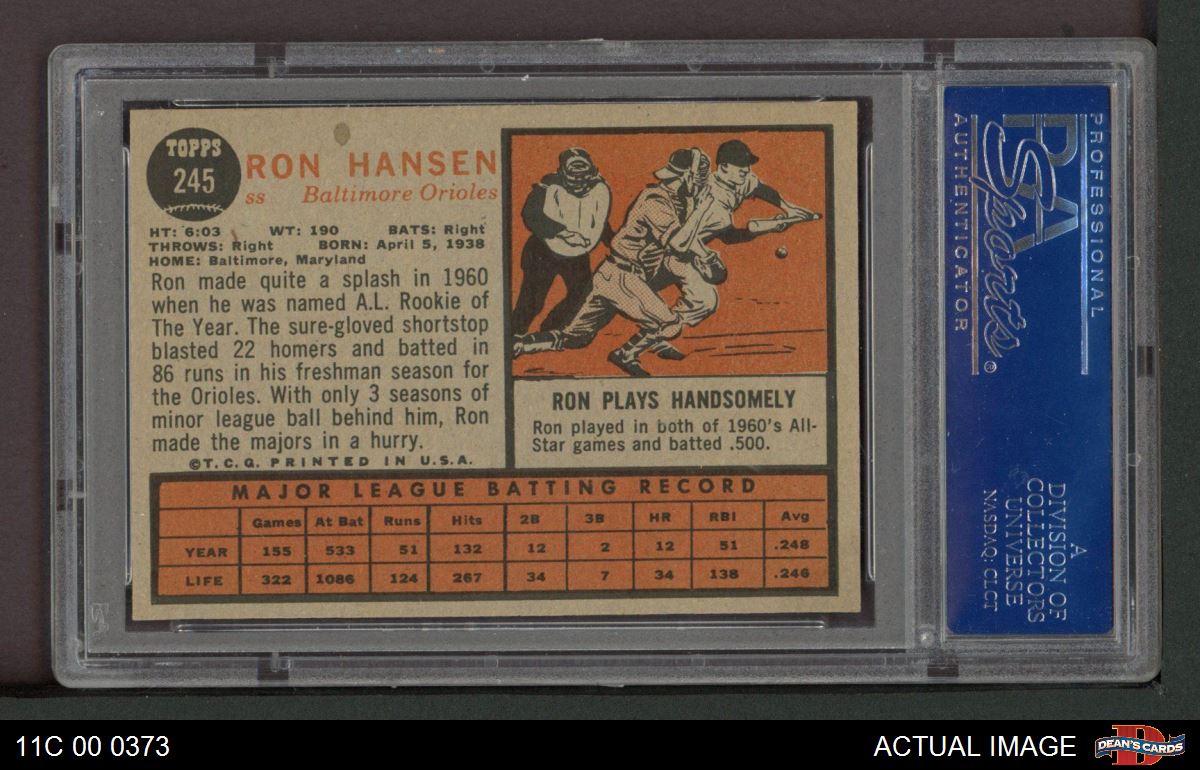 TOPPS
245
RON HANSEN
ss Baltimore Orioles
HT: 6:03 WT: 190 BATS: Right
THROWS: Right BORN: April 5, 1938
HOME: Baltimore, Maryland
Ron made quite a splash in 1960
when he was named A.L. Rookie of
The Year. The sure-gloved shortstop
blasted 22 homers and batted in
86 runs in his freshman season for
the Orioles. With only 3 seasons of
minor league ball behind him, Ron
made the majors in a hurry.
©T.C.G. PRINTED IN U.S.A.
RON PLAYS HANDSOMELY
Ron played in both of 1960's All-
Star games and batted .500.
MAJOR LEAGUE BATTING RECORD
Games At Bat Runs Hits 2B 3B HR RBI Avg
YEAR 155 533 51 132 12 2 12 51 .248
LIFE 322 1086 124 267 34 7 34 138 .246
PROFESSIONAL
PSA
Sports®
AUTHENTICATOR
A
DIVISION OF
COLLECTORS
UNIVERSE
NASDAQ: CLCT
11C 00 0373
ACTUAL IMAGE
D
DEAN'S CARDS